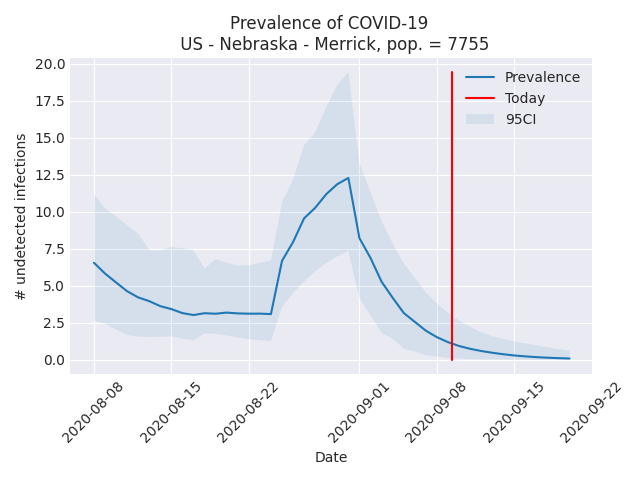 Prevalence of COVID-19
US - Nebraska - Merrick, pop. = 7755
20.0
17.5
15.0
12.5
10.0
7.5
5.0
2.5
0.0
# undetected infections
Prevalence
Today
95CI
2020-08-08
2020-08-15
2020-08-22
2020-09-01
2020-09-08
2020-09-15
2020-09-22
Date